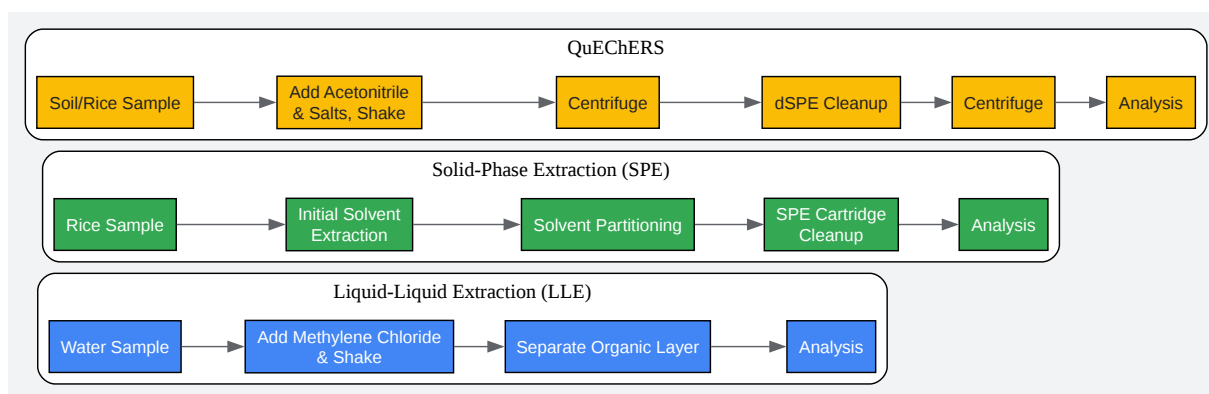 QuEChERS
Soil/Rice Sample
Add Acetonitrile
& Salts, Shake
Centrifuge
dSPE Cleanup
Centrifuge
Analysis
Solid-Phase Extraction (SPE)
Rice Sample
Initial Solvent
Extraction
Solvent Partitioning
SPE Cartridge
Cleanup
Analysis
Liquid-Liquid Extraction (LLE)
Water Sample
Add Methylene Chloride
& Shake
Separate Organic Layer
Analysis